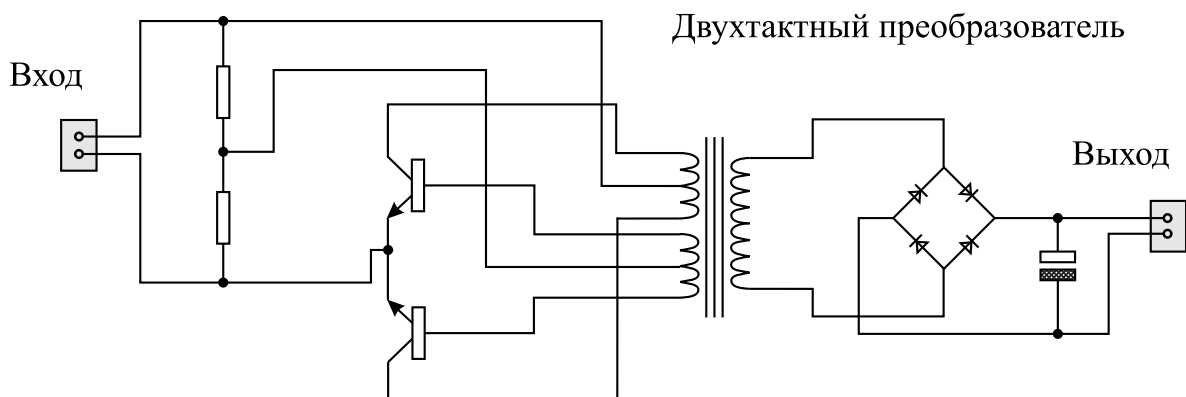 Двухтактный преобразователь
Вход
Выход